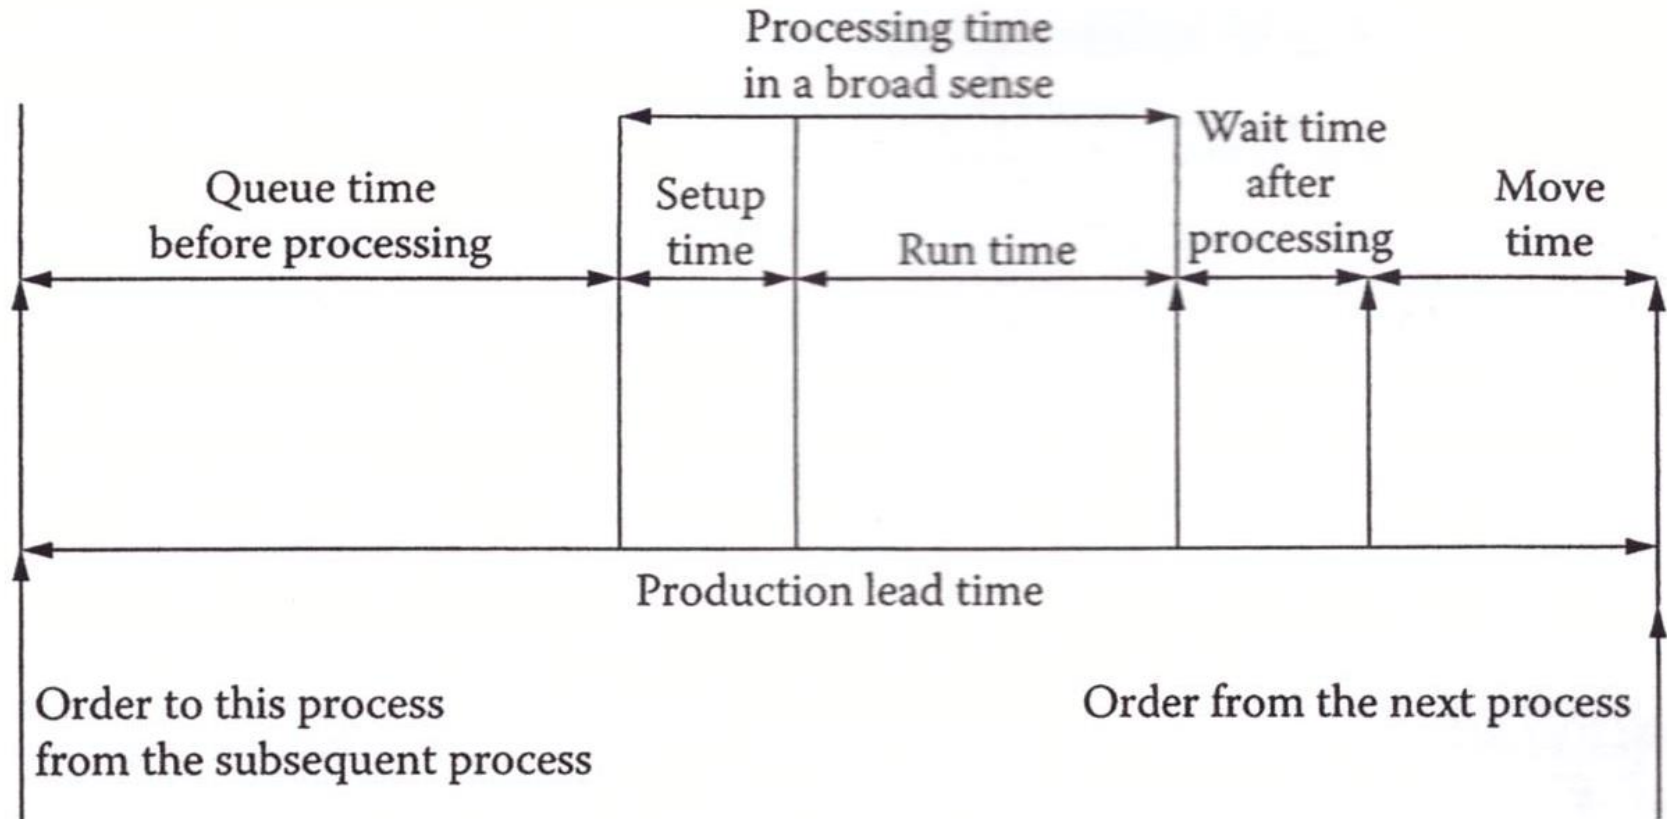 Processing time
in a broad sense
Queue time
before processing
Setup
time
Run time
Wait time
after
processing
Move
time
Production lead time
Order to this process
from the subsequent process
Order from the next process